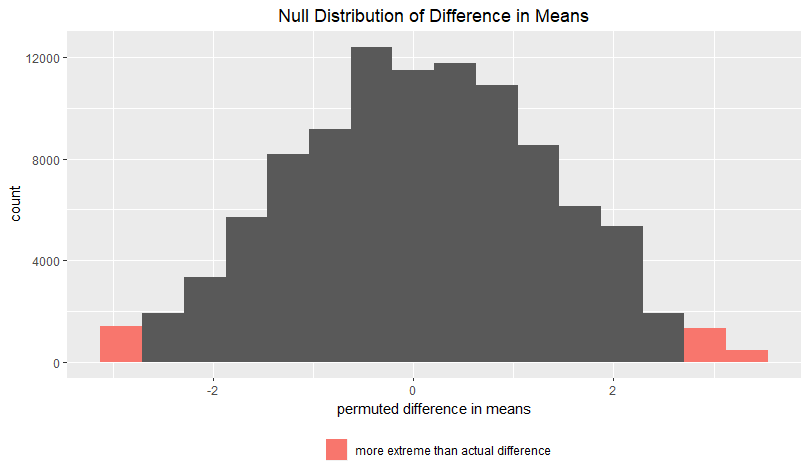 Null Distribution of Difference in Means
12000
8000
4000
0
count
-2
0
2
permuted difference in means
more extreme than actual difference